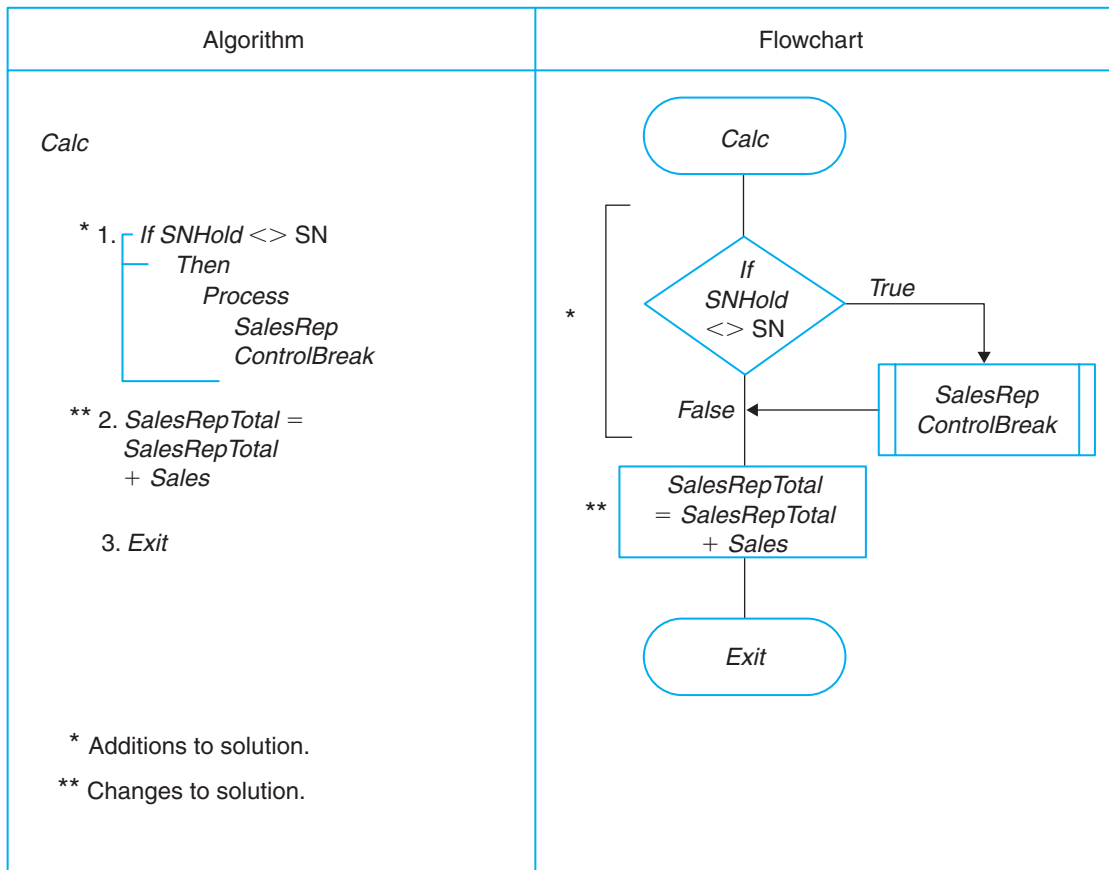 Algorithm
Flowchart
Calc
* 1. If SNHold <> SN
Then
Process
SalesRep
ControlBreak
** 2. SalesRepTotal =
SalesRepTotal
+ Sales
3. Exit
* Additions to solution.
** Changes to solution.
Calc
*
If
SNHold
<> SN
True
SalesRep
ControlBreak
False
**
SalesRepTotal
= SalesRepTotal
+ Sales
Exit